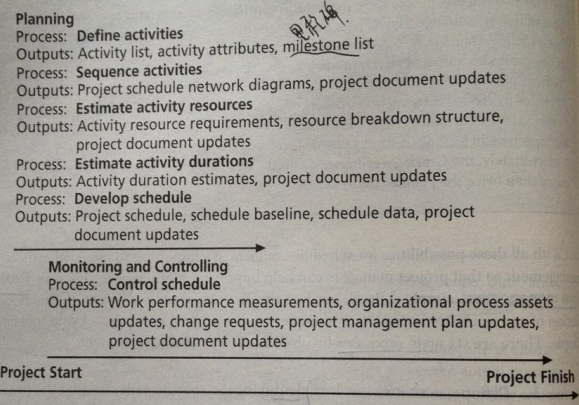 Planning
Process: Define activities
Outputs: Activity list, activity attributes, milestone list
Process: Sequence activities
Outputs: Project schedule network diagrams, project document updates
Process: Estimate activity resources
Outputs: Activity resource requirements, resource breakdown structure,
project document updates
Process: Estimate activity durations
Outputs: Activity duration estimates, project document updates
Process: Develop schedule
Outputs: Project schedule, schedule baseline, schedule data, project
document updates
Monitoring and Controlling
Process: Control schedule
Outputs: Work performance measurements, organizational process assets
updates, change requests, project management plan updates,
project document updates
Project Start
Project Finish